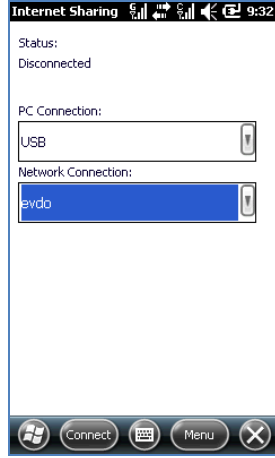 Internet Sharing 9:32
Status:
Disconnected
PC Connection:
USB
Network Connection:
evdo
Connect Menu